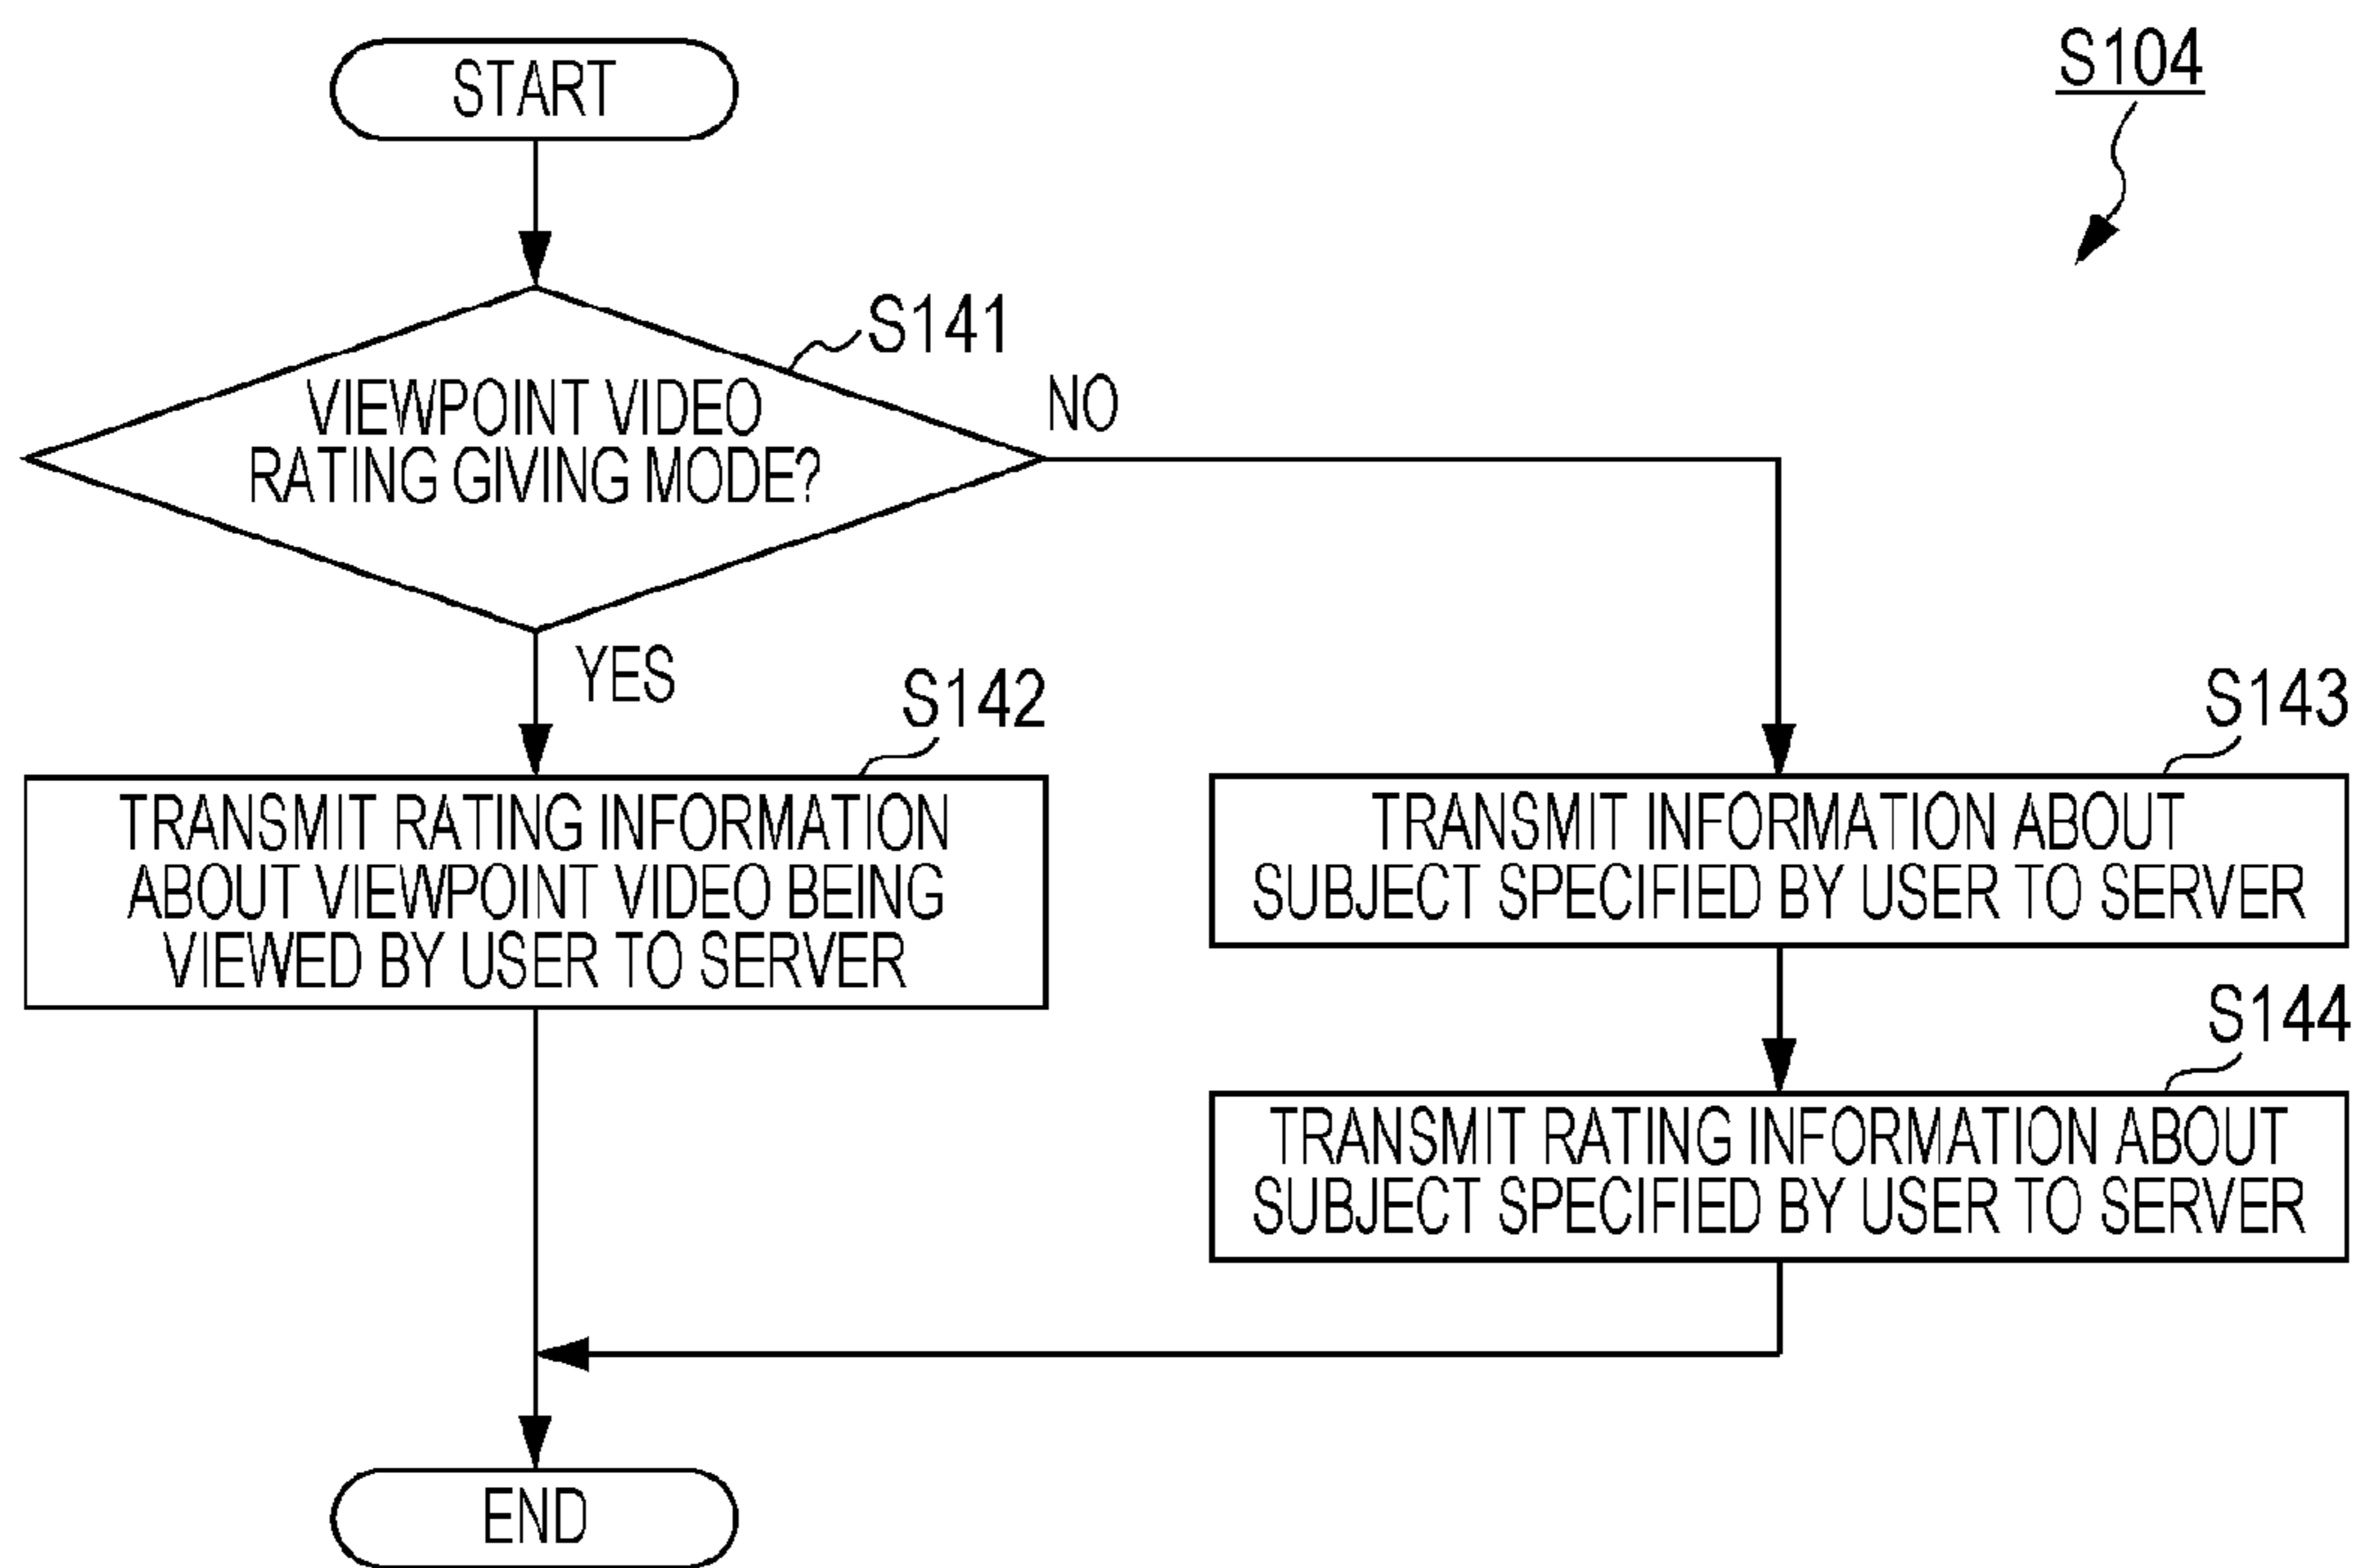 START
S104
S141
VIEWPOINT VIDEO
RATING GIVING MODE?
NO
YES
S142
TRANSMIT RATING INFORMATION
ABOUT VIEWPOINT VIDEO BEING
VIEWED BY USER TO SERVER
S143
TRANSMIT INFORMATION ABOUT
SUBJECT SPECIFIED BY USER TO SERVER
S144
TRANSMIT RATING INFORMATION ABOUT
SUBJECT SPECIFIED BY USER TO SERVER
END